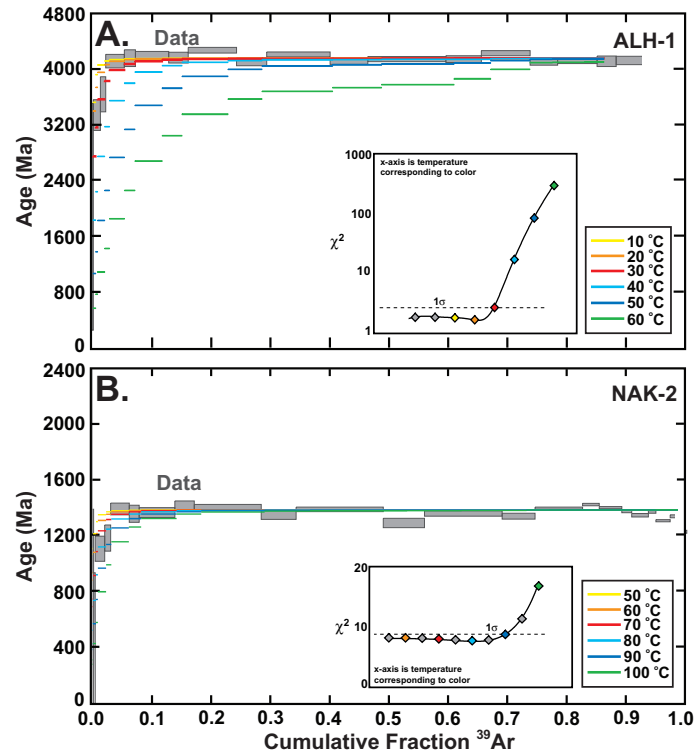 A.
Data
ALH-1
4800
4000
3200
2400
1600
800
0
Age (Ma)
x-axis is temperature
corresponding to color
1000
100
10
1
χ²
1σ
10 ˚C
20 ˚C
30 ˚C
40 ˚C
50 ˚C
60 ˚C
B.
Data
NAK-2
2400
2000
1600
1200
800
400
0
Age (Ma)
20
10
0
χ²
1σ
x-axis is temperature
corresponding to color
50 ˚C
60 ˚C
70 ˚C
80 ˚C
90 ˚C
100 ˚C
0.0 0.1 0.2 0.3 0.4 0.5 0.6 0.7 0.8 0.9 1.0
Cumulative Fraction ³⁹Ar